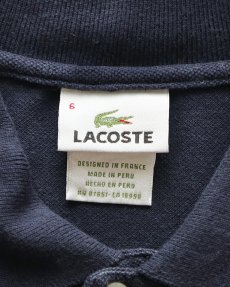 6
LACOSTE
DESIGNED IN FRANCE
MADE IN PERU
HECHO EN PERU